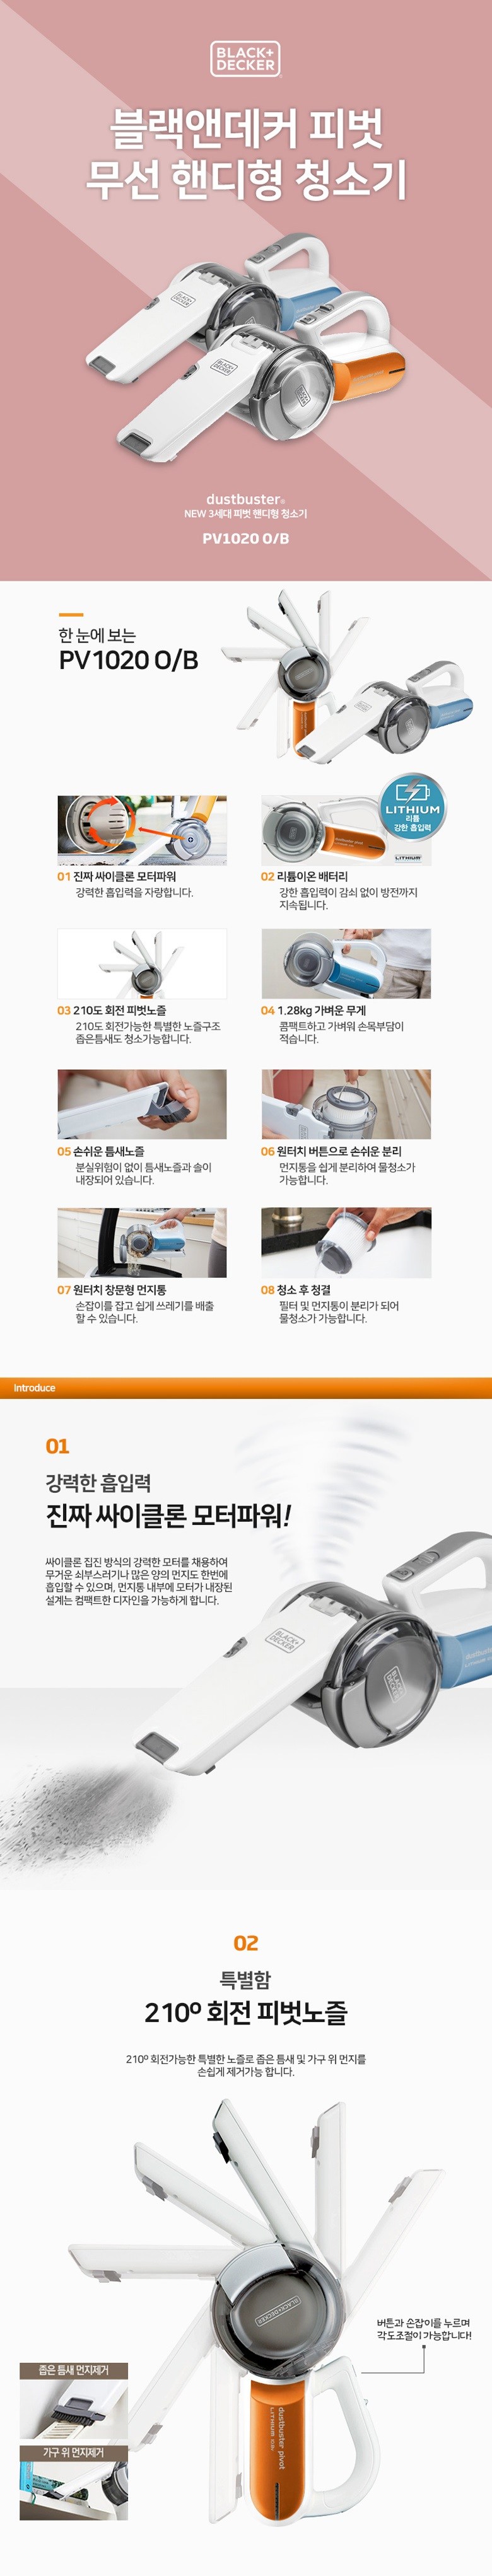 BLACK+
DECKER
블랙앤데커 피벗
무선 핸디형 청소기
BLACK+
DECKER
BLACK+
DECKER
dustbuster®
NEW 3세대 피벗 핸디형 청소기
PV1020 O/B
한 눈에 보는
PV1020 O/B
LITHIUM
리튬
강한 흡입력
LITHIUM
01 진짜 싸이클론 모터파워
강력한 흡입력을 자랑합니다.
02 리튬이온 배터리
강한 흡입력이 감쇠 없이 방전까지
지속됩니다.
03 210도 회전 피벗노즐
210도 회전가능한 특별한 노즐구조
좁은틈새도 청소가능합니다.
04 1.28kg 가벼운 무게
콤팩트하고 가벼워 손목부담이
적습니다.
05 손쉬운 틈새노즐
분실위험이 없이 틈새노즐과 솔이
내장되어 있습니다.
06 원터치 버튼으로 손쉬운 분리
먼지통을 쉽게 분리하여 물청소가
가능합니다.
07 원터치 창문형 먼지통
손잡이를 잡고 쉽게 쓰레기를 배출
할 수 있습니다.
08 청소 후 청결
필터 및 먼지통이 분리가 되어
물청소가 가능합니다.
introduce
01
강력한 흡입력
진짜 싸이클론 모터파워!
싸이클론 집진 방식의 강력한 모터를 채용하여
무거운 쇠부스러기나 많은 양의 먼지도 한번에
흡입할 수 있으며, 먼지통 내부에 모터가 내장된
설계는 컴팩트한 디자인을 가능하게 합니다.
BLACK+
DECKER
BLACK+
DECKER
dustbuster
LITHIUM
02
특별함
210º 회전 피벗노즐
210º 회전가능한 특별한 노즐로 좁은 틈새 및 가구 위 먼지를
손쉽게 제거가능 합니다.
BLACK+DECKER
버튼과 손잡이를 누르며
각도조절이 가능합니다!
좁은 틈새 먼지제거
가구 위 먼지제거
dustbuster pivot
LITHIUM